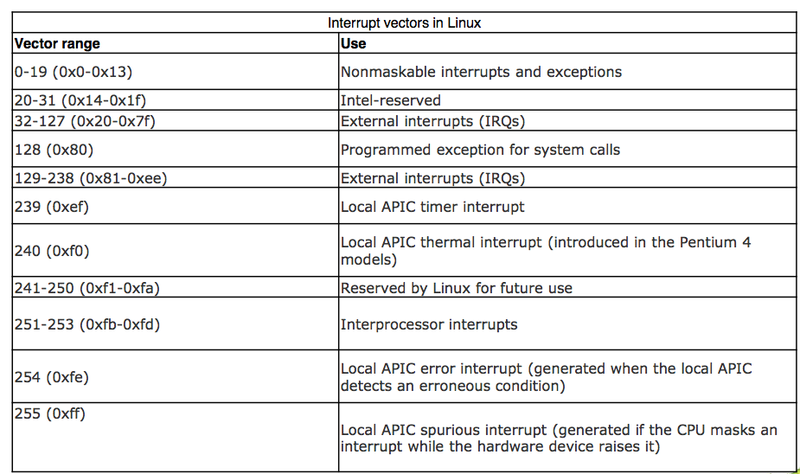 Interrupt vectors in Linux
Vector range Use
0-19 (0x0-0x13) Nonmaskable interrupts and exceptions
20-31 (0x14-0x1f) Intel-reserved
32-127 (0x20-0x7f) External interrupts (IRQs)
128 (0x80) Programmed exception for system calls
129-238 (0x81-0xee) External interrupts (IRQs)
239 (0xef) Local APIC timer interrupt
240 (0xf0) Local APIC thermal interrupt (introduced in the Pentium 4
models)
241-250 (0xf1-0xfa) Reserved by Linux for future use
251-253 (0xfb-0xfd) Interprocessor interrupts
254 (0xfe) Local APIC error interrupt (generated when the local APIC
detects an erroneous condition)
255 (0xff) Local APIC spurious interrupt (generated if the CPU masks an
interrupt while the hardware device raises it)